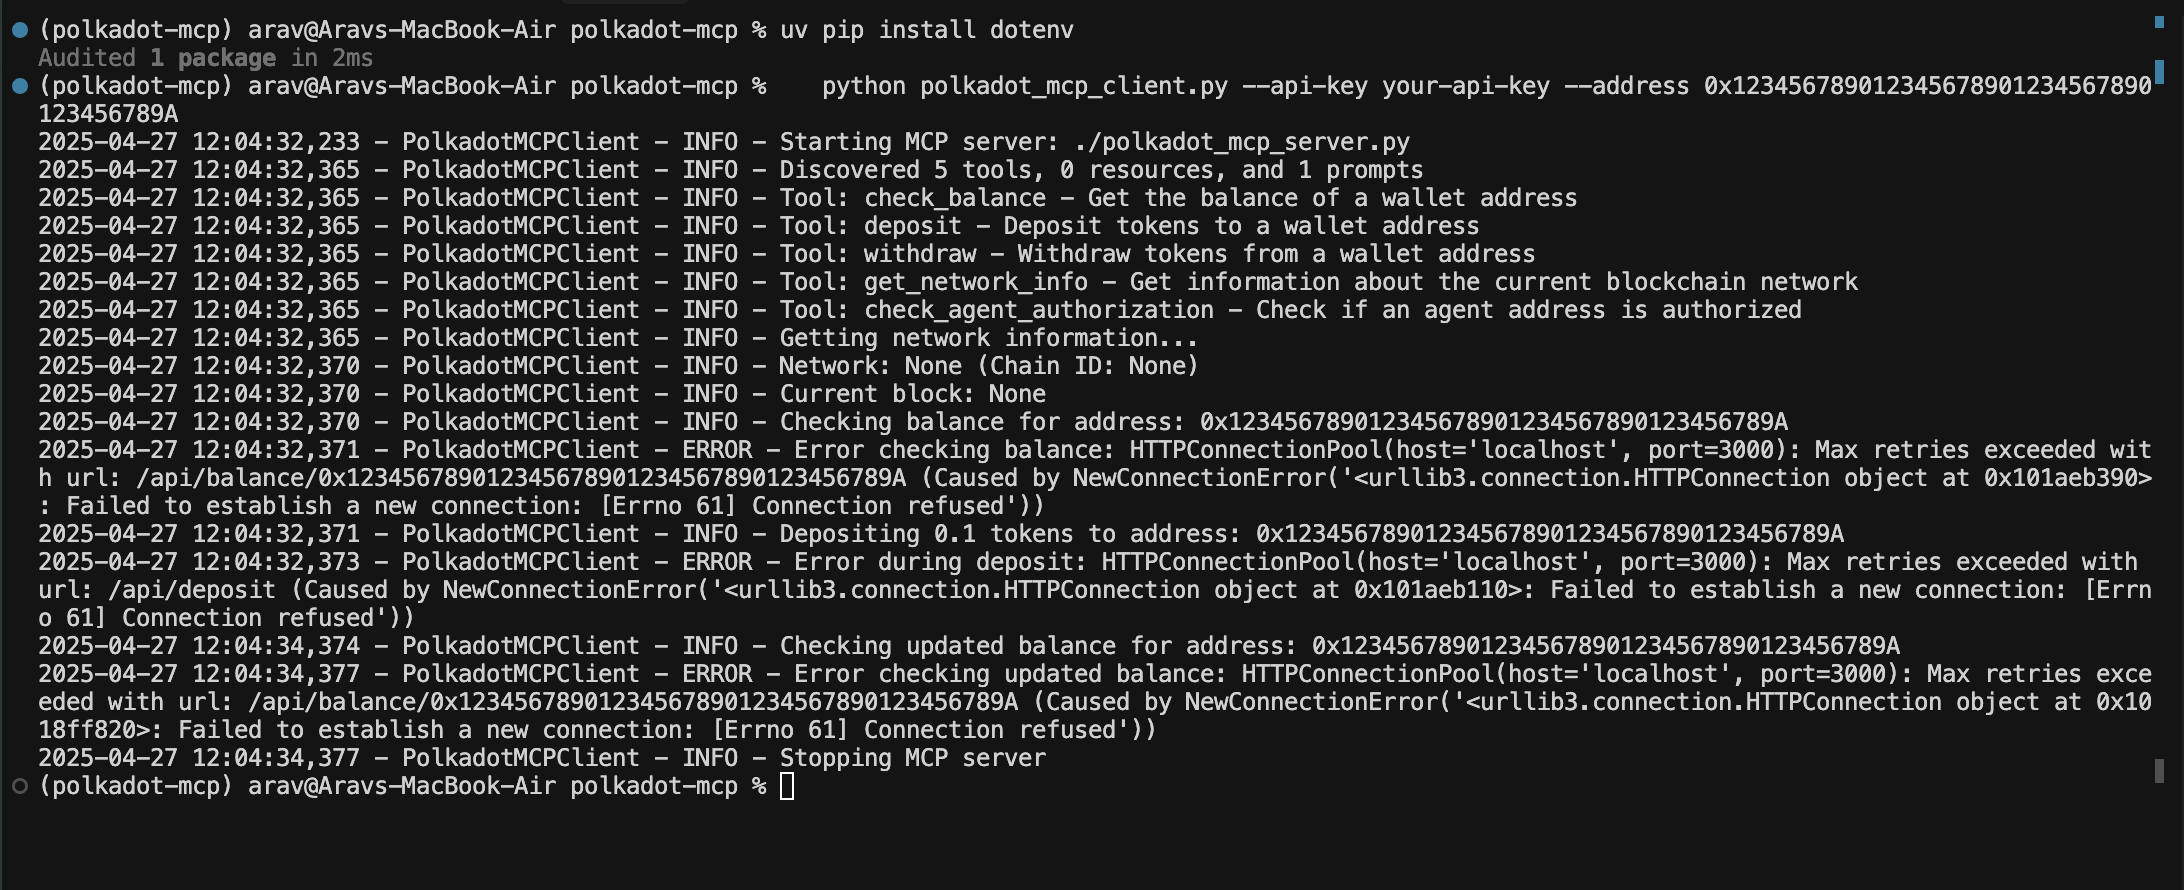 (polkadot-mcp) arav@Aravs-MacBook-Air polkadot-mcp % uv pip install dotenv
Audited 1 package in 2ms
(polkadot-mcp) arav@Aravs-MacBook-Air polkadot-mcp %    python polkadot_mcp_client.py --api-key your-api-key --address 0x123456789012345678901234567890
123456789A
2025-04-27 12:04:32,233 - PolkadotMCPClient - INFO - Starting MCP server: ./polkadot_mcp_server.py
2025-04-27 12:04:32,365 - PolkadotMCPClient - INFO - Discovered 5 tools, 0 resources, and 1 prompts
2025-04-27 12:04:32,365 - PolkadotMCPClient - INFO - Tool: check_balance - Get the balance of a wallet address
2025-04-27 12:04:32,365 - PolkadotMCPClient - INFO - Tool: deposit - Deposit tokens to a wallet address
2025-04-27 12:04:32,365 - PolkadotMCPClient - INFO - Tool: withdraw - Withdraw tokens from a wallet address
2025-04-27 12:04:32,365 - PolkadotMCPClient - INFO - Tool: get_network_info - Get information about the current blockchain network
2025-04-27 12:04:32,365 - PolkadotMCPClient - INFO - Tool: check_agent_authorization - Check if an agent address is authorized
2025-04-27 12:04:32,365 - PolkadotMCPClient - INFO - Getting network information...
2025-04-27 12:04:32,370 - PolkadotMCPClient - INFO - Network: None (Chain ID: None)
2025-04-27 12:04:32,370 - PolkadotMCPClient - INFO - Current block: None
2025-04-27 12:04:32,370 - PolkadotMCPClient - INFO - Checking balance for address: 0x123456789012345678901234567890123456789A
2025-04-27 12:04:32,371 - PolkadotMCPClient - ERROR - Error checking balance: HTTPConnectionPool(host='localhost', port=3000): Max retries exceeded wit
h url: /api/balance/0x123456789012345678901234567890123456789A (Caused by NewConnectionError('<urllib3.connection.HTTPConnection object at 0x101aeb390>
: Failed to establish a new connection: [Errno 61] Connection refused'))
2025-04-27 12:04:32,371 - PolkadotMCPClient - INFO - Depositing 0.1 tokens to address: 0x123456789012345678901234567890123456789A
2025-04-27 12:04:32,373 - PolkadotMCPClient - ERROR - Error during deposit: HTTPConnectionPool(host='localhost', port=3000): Max retries exceeded with
url: /api/deposit (Caused by NewConnectionError('<urllib3.connection.HTTPConnection object at 0x101aeb110>: Failed to establish a new connection: [Errn
o 61] Connection refused'))
2025-04-27 12:04:34,374 - PolkadotMCPClient - INFO - Checking updated balance for address: 0x123456789012345678901234567890123456789A
2025-04-27 12:04:34,377 - PolkadotMCPClient - ERROR - Error checking updated balance: HTTPConnectionPool(host='localhost', port=3000): Max retries exce
eded with url: /api/balance/0x123456789012345678901234567890123456789A (Caused by NewConnectionError('<urllib3.connection.HTTPConnection object at 0x10
18ff820>: Failed to establish a new connection: [Errno 61] Connection refused'))
2025-04-27 12:04:34,377 - PolkadotMCPClient - INFO - Stopping MCP server
(polkadot-mcp) arav@Aravs-MacBook-Air polkadot-mcp %